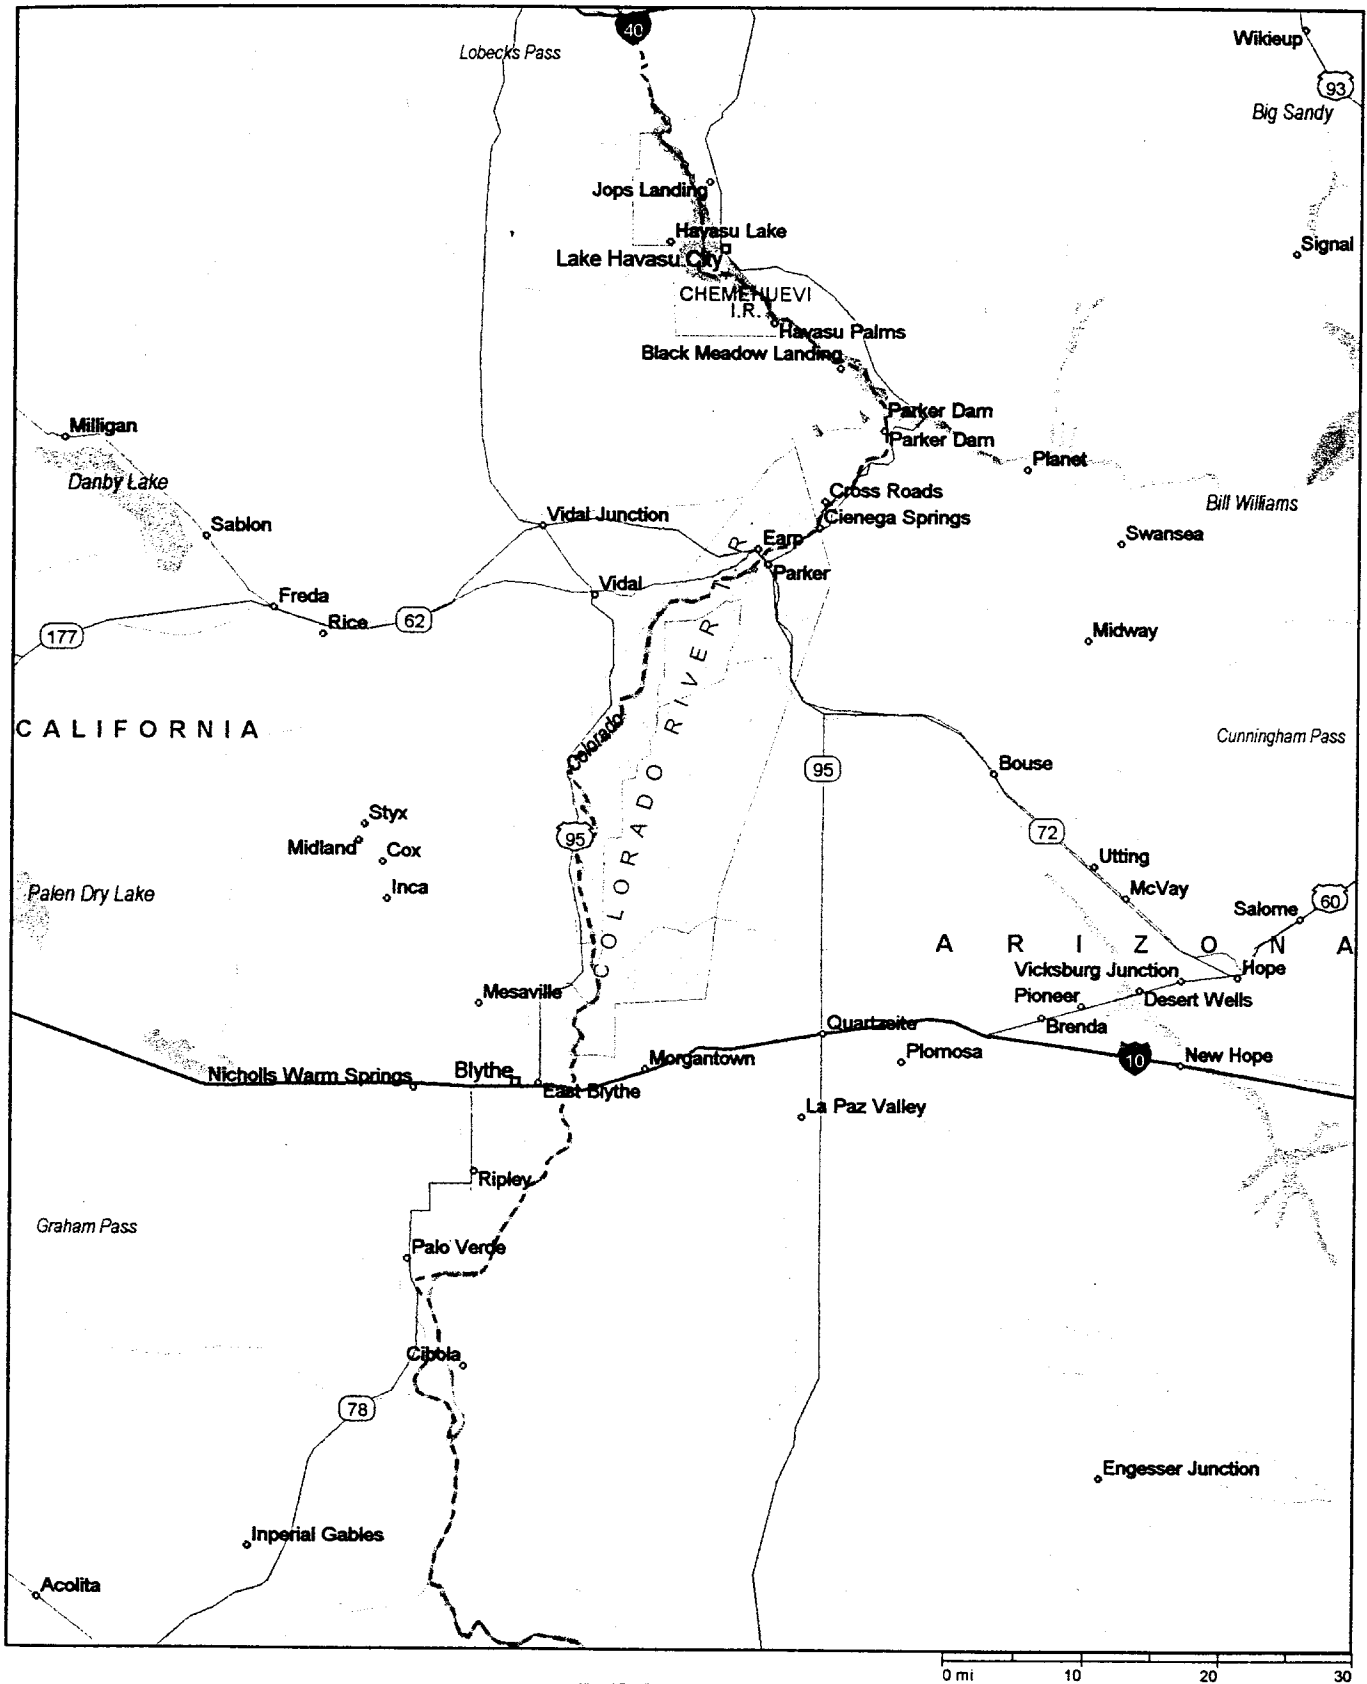 40
Lobecks Pass
Wikieup
93
Big Sandy
Jops Landing
Havasu Lake
Lake Havasu City
Signal
CHEMEHUEVI
I.R.
Havasu Palms
Black Meadow Landing
Parker Dam
Parker Dam
Milligan
Danby Lake
Planet
Cross Roads
Bill Williams
Sablon
Vidal Junction
Cienega Springs
Swansea
Earp
Parker
Vidal
Freda
Rice
62
177
Midway
CALIFORNIA
Colorado
COLORADO RIVER I R
Cunningham Pass
95
Bouse
Styx
Midland
Cox
95
72
Utting
Inca
McVay
Palen Dry Lake
60
Salome
ARIZONA
Hope
Vicksburg Junction
Mesaville
Pioneer
Desert Wells
Brenda
Quartzsite
Plomosa
10
New Hope
Morgantown
Nicholls Warm Springs
Blythe
East Blythe
La Paz Valley
Ripley
Graham Pass
Palo Verde
Cibola
78
Engesser Junction
Inperial Gables
Acolita
0 mi 10 20 30